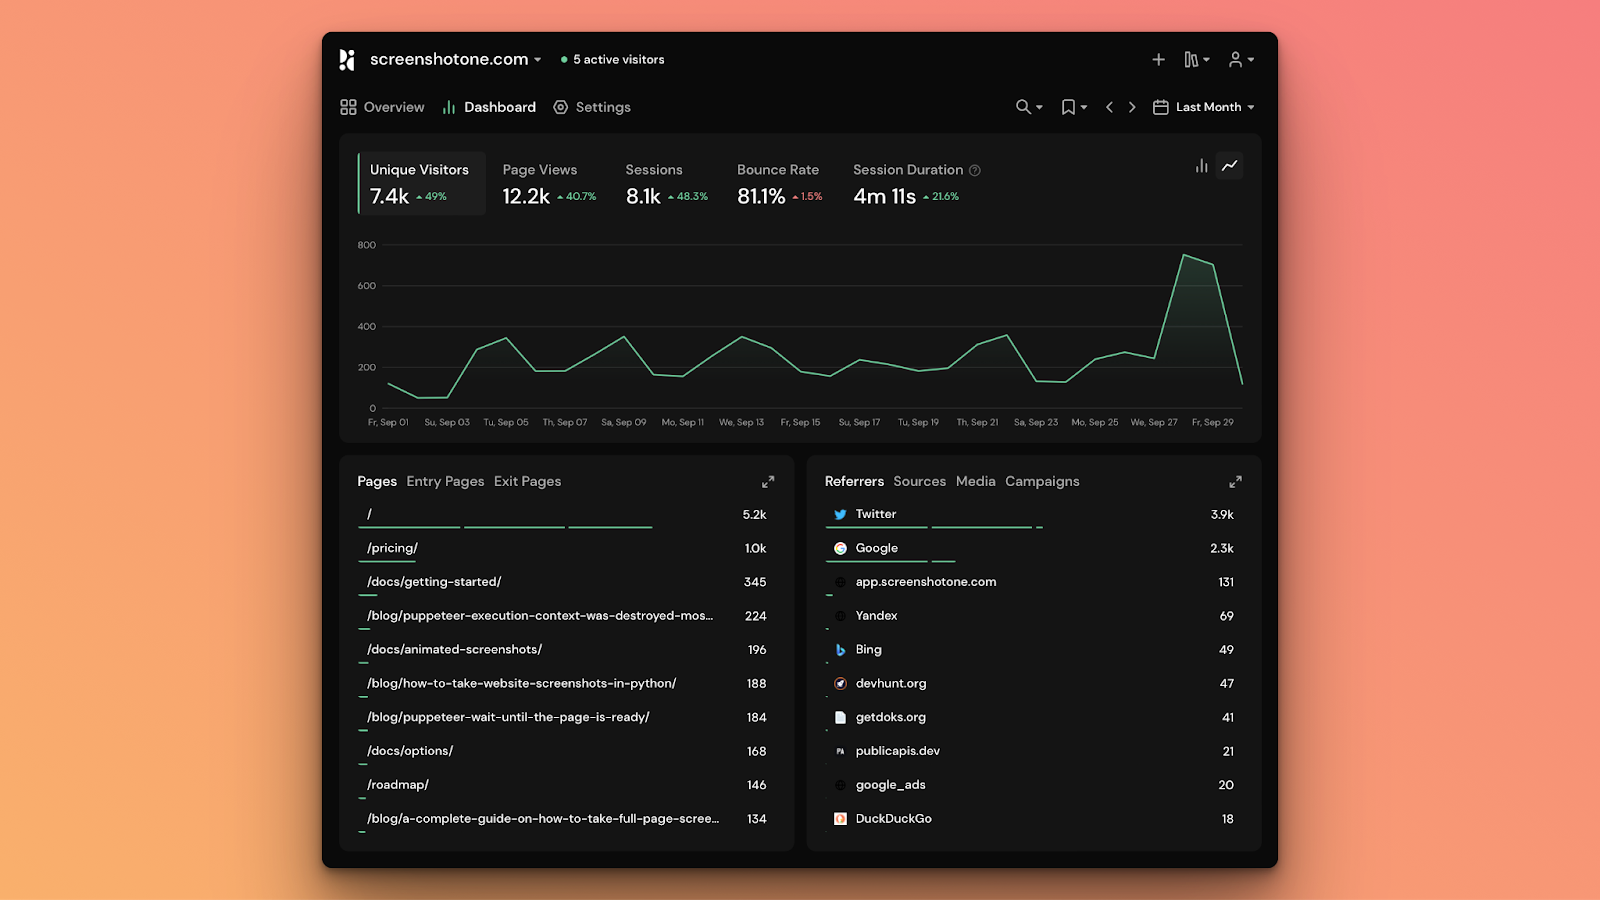 screenshotone.com 5 active visitors
Overview Dashboard Settings Last Month
Unique Visitors Page Views Sessions Bounce Rate Session Duration
7.4k 49% 12.2k 40.7% 8.1k 48.3% 81.1% 1.5% 4m 11s 21.6%
800
600
400
200
0
Fr, Sep 01 Su, Sep 03 Tu, Sep 05 Th, Sep 07 Sa, Sep 09 Mo, Sep 11 We, Sep 13 Fr, Sep 15 Su, Sep 17 Tu, Sep 19 Th, Sep 21 Sa, Sep 23 Mo, Sep 25 We, Sep 27 Fr, Sep 29
Pages Entry Pages Exit Pages
/ 5.2k
/pricing/ 1.0k
/docs/getting-started/ 345
/blog/puppeteer-execution-context-was-destroyed-mos... 224
/docs/animated-screenshots/ 196
/blog/how-to-take-website-screenshots-in-python/ 188
/blog/puppeteer-wait-until-the-page-is-ready/ 184
/docs/options/ 168
/roadmap/ 146
/blog/a-complete-guide-on-how-to-take-full-page-scree... 134
Referrers Sources Media Campaigns
Twitter 3.9k
Google 2.3k
app.screenshotone.com 131
Yandex 69
Bing 49
devhunt.org 47
getdoks.org 41
publicapis.dev 21
google_ads 20
DuckDuckGo 18